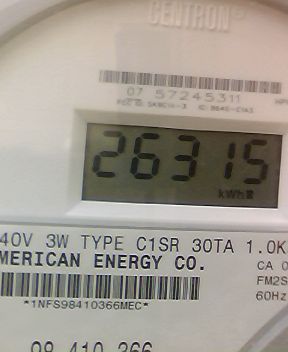 CENTRON®
07 57245311
26315
kWh
40V 3W TYPE C1SR 30TA 1.0K
MERICAN ENERGY CO.
CA 0
FM2S
60Hz
*1NFS98410366MEC*
98 410 366